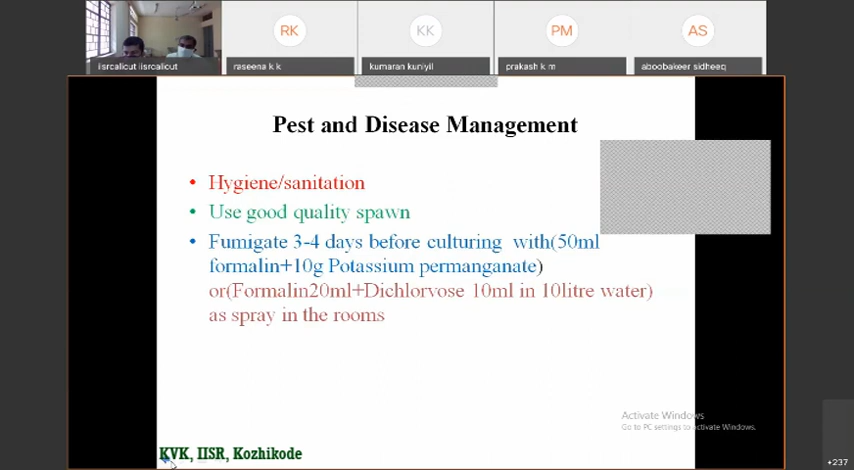 RK
KK
PM
AS
iisrcalicut iisrcalicut
raseena k k
kumaran kuniyil
prakash k m
aboobakeer sidheeq
Pest and Disease Management
• Hygiene/sanitation
• Use good quality spawn
• Fumigate 3-4 days before culturing with(50ml
formalin+10g Potassium permanganate)
or(Formalin20ml+Dichlorvose 10ml in 10litre water)
as spray in the rooms
Activate Windows
Go to PC settings to activate Windows.
KVK, IISR, Kozhikode
+237